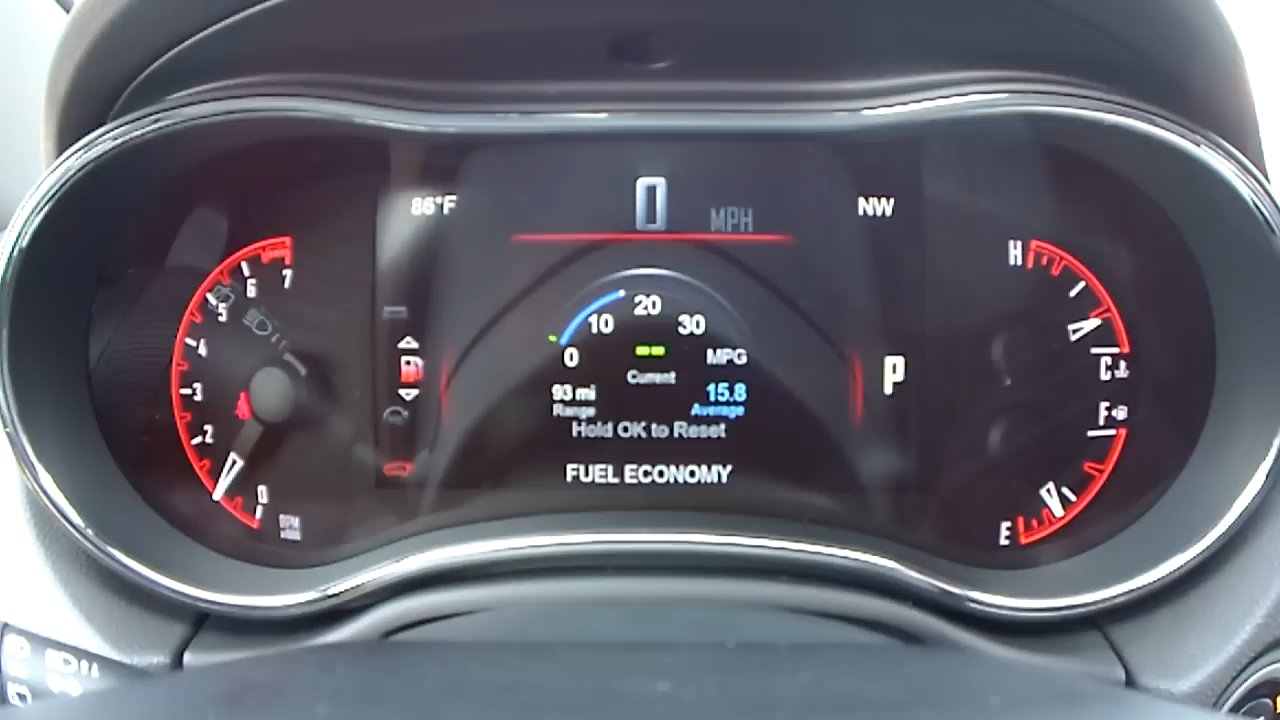 86°F
0 MPH
NW
7
6
5
4
3
2
0
RPM
20
10 30
0
MPG
Current
93 mi 15.8
Range Average
Hold OK to Reset
FUEL ECONOMY
P
H
C
F
E